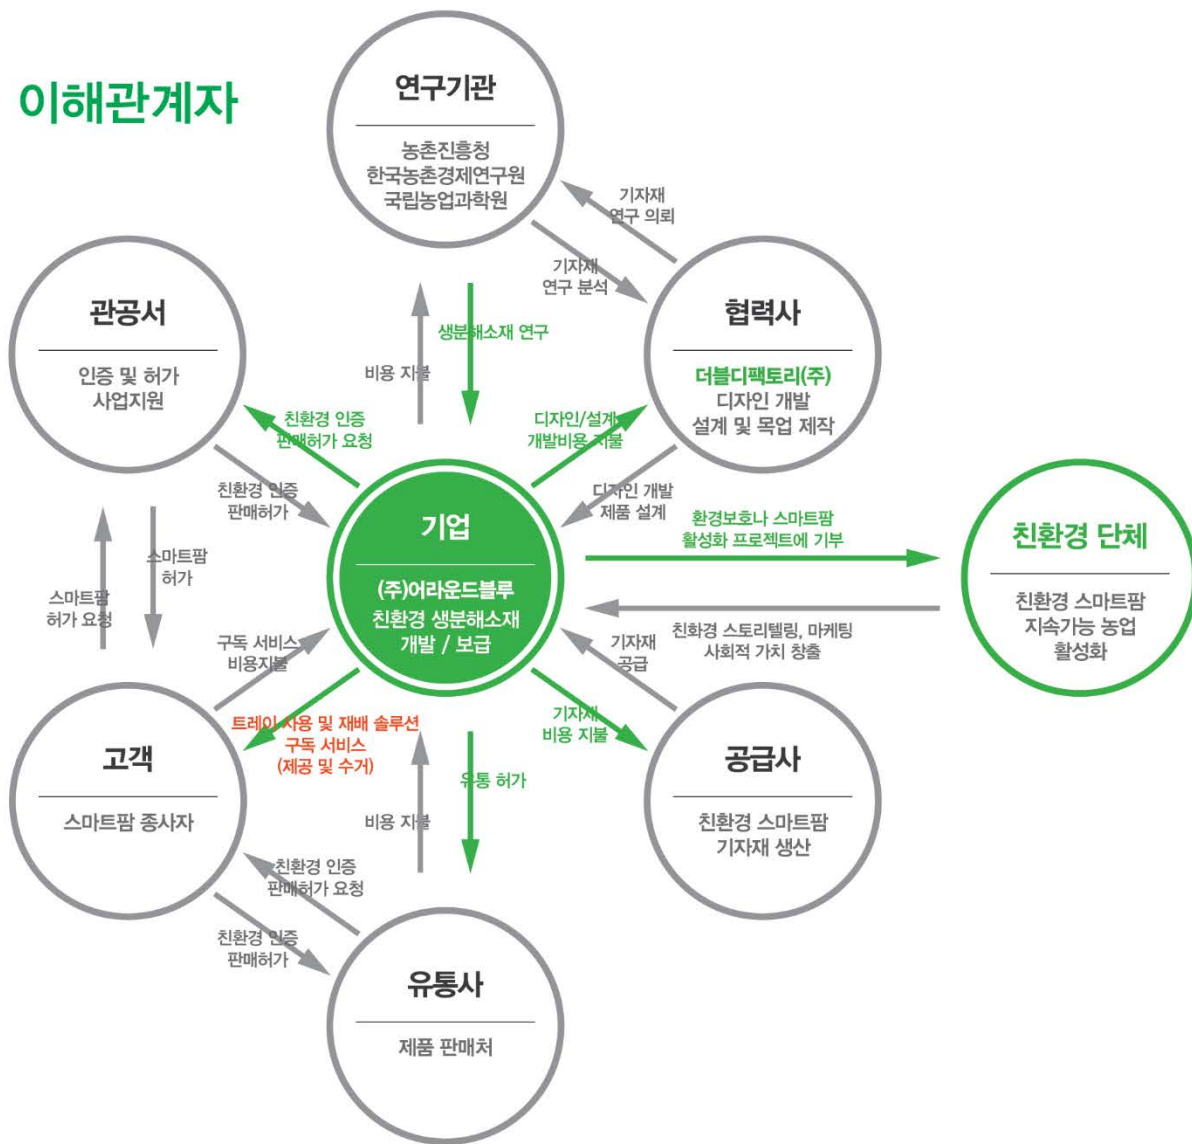 이해관계자
연구기관
농촌진흥청
한국농촌경제연구원
국립농업과학원
기자재
연구 의뢰
기자재
연구 분석
관공서
인증 및 허가
사업지원
협력사
더블디팩토리(주)
디자인 개발
설계 및 목업 제작
비용 지불
생분해소재 연구
친환경 인증
판매허가 요청
디자인/설계
개발비용 지불
친환경 인증
판매허가
디자인 개발
제품 설계
기업
(주)어라운드블루
친환경 생분해소재
개발 / 보급
환경보호나 스마트팜
활성화 프로젝트에 기부
친환경 단체
친환경 스마트팜
지속가능 농업
활성화
친화경 스토리텔링, 마케팅
사회적 가치 창출
스마트팜
허가 요청
스마트팜
허가
구독 서비스
비용지불
기자재
공급
트레이 사용 및 재배 솔루션
구독 서비스
(제공 및 수거)
기자재
비용 지불
고객
스마트팜 종사자
비용 지불
유통 허가
공급사
친환경 스마트팜
기자재 생산
친환경 인증
판매허가 요청
친환경 인증
판매허가
유통사
제품 판매처